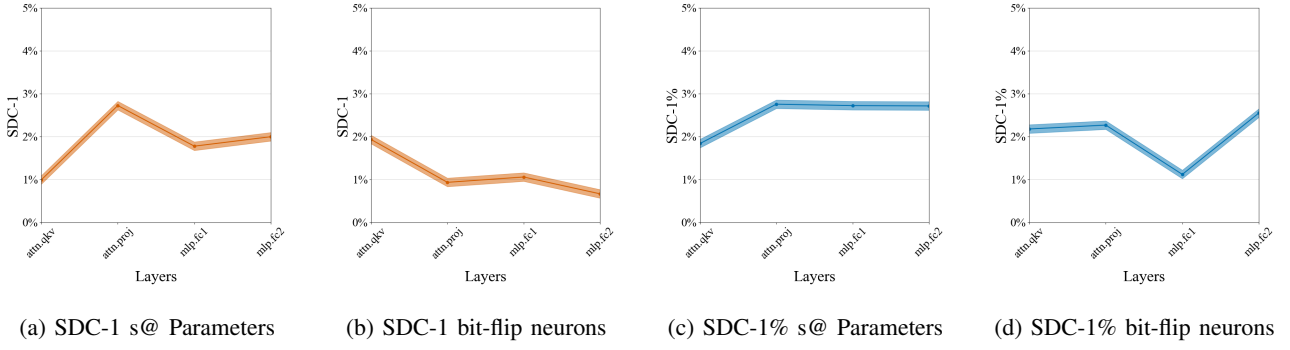 5%
4%
3%
2%
1%
0%
SDC-1
attn.qkv
attn.proj
mlp.fc1
mlp.fc2
Layers
(a) SDC-1 s@ Parameters
5%
4%
3%
2%
1%
0%
SDC-1
attn.qkv
attn.proj
mlp.fc1
mlp.fc2
Layers
(b) SDC-1 bit-flip neurons
5%
4%
3%
2%
1%
0%
SDC-1%
attn.qkv
attn.proj
mlp.fc1
mlp.fc2
Layers
(c) SDC-1% s@ Parameters
5%
4%
3%
2%
1%
0%
SDC-1%
attn.qkv
attn.proj
mlp.fc1
mlp.fc2
Layers
(d) SDC-1% bit-flip neurons